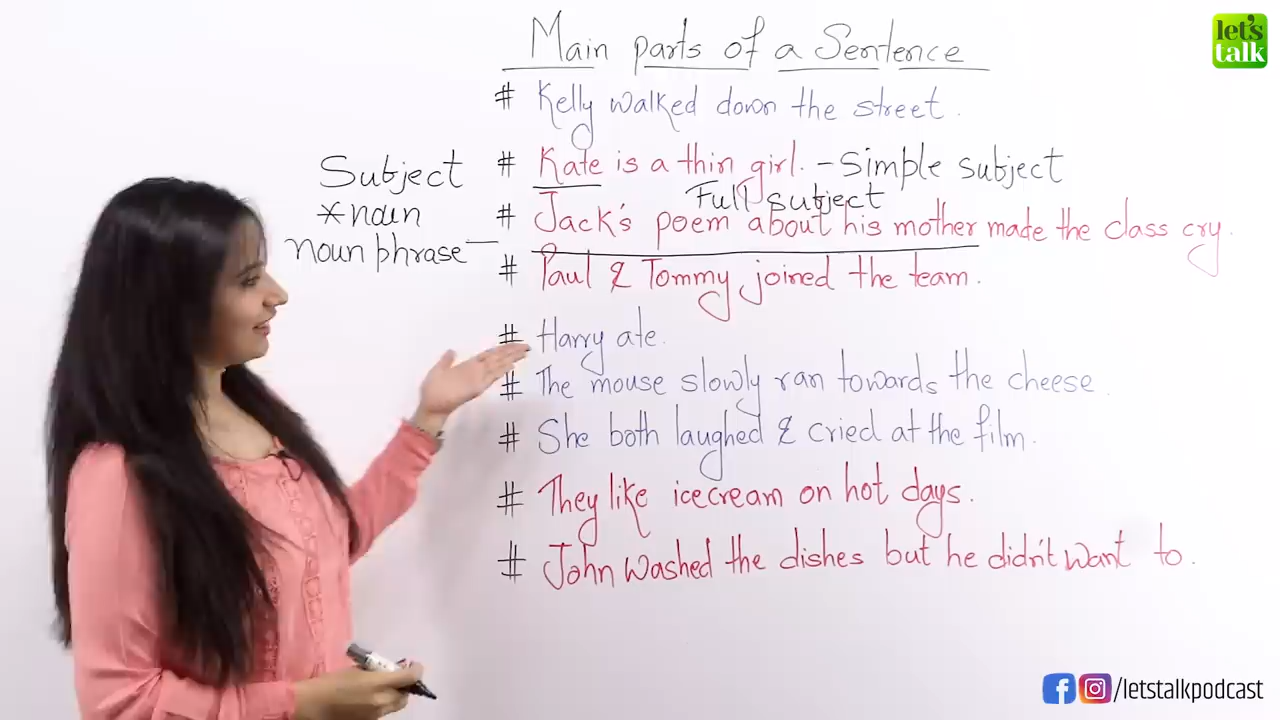 let's
talk
Main parts of a Sentence
# Kelly walked down the street.
Subject
*noun
noun phrase
# Kate is a thin girl. - Simple subject
Full subject
# Jack's poem about his mother made the class cry.
# Paul & Tommy joined the team.
# Harry ate.
# The mouse slowly ran towards the cheese.
# She both laughed & cried at the film.
# They like icecream on hot days.
# John washed the dishes but he didn't want to.
/letstalkpodcast